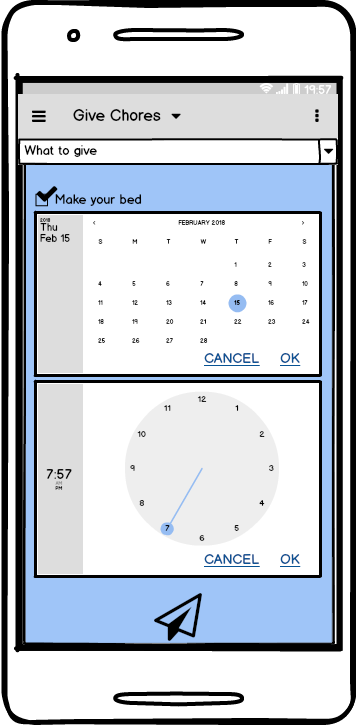 19:57
Give Chores
What to give
Make your bed
2018
Thu
Feb 15
‹ FEBRUARY 2018 ›
S M T W T F S
1 2 3
4 5 6 7 8 9 10
11 12 13 14 15 16 17
18 19 20 21 22 23 24
25 26 27 28
CANCEL OK
7:57
AM
PM
12
11 1
10 2
9 3
8 4
7 5
6
CANCEL OK